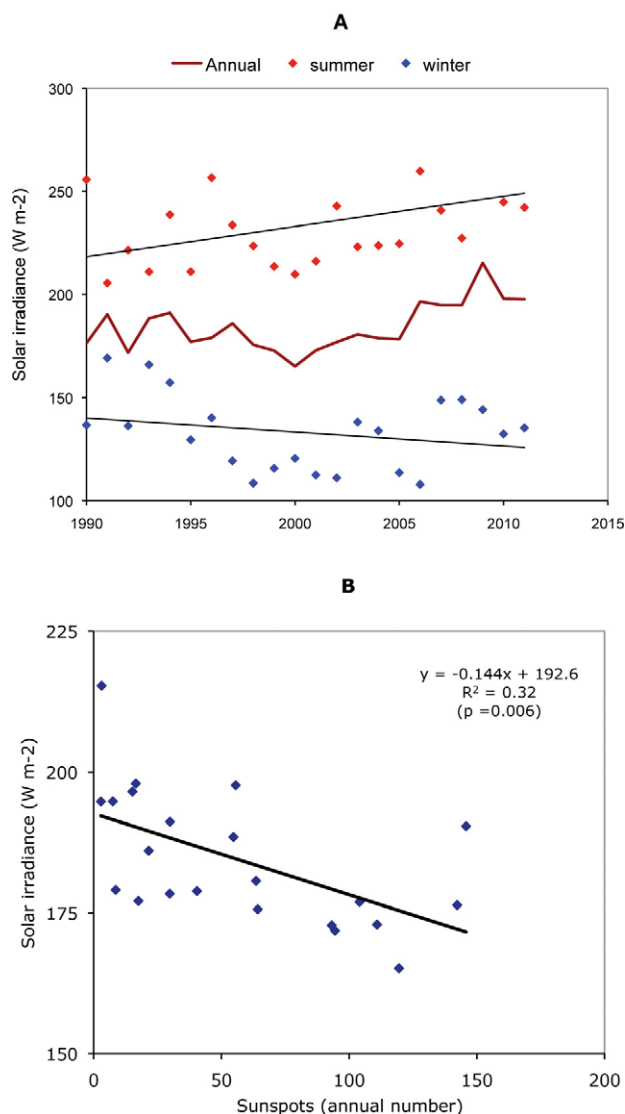 A
Annual summer winter
300
250
200
150
100
Solar irradiance (W m-2)
1990 1995 2000 2005 2010 2015
B
225
200
175
150
Solar irradiance (W m-2)
y = -0.144x + 192.6
R² = 0.32
(p =0.006)
0 50 100 150 200
Sunspots (annual number)